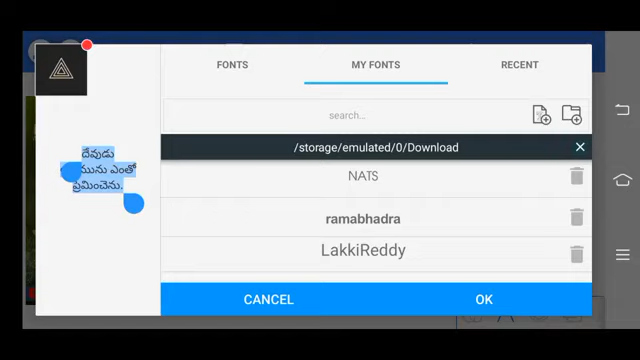 FONTS
MY FONTS
RECENT
search...
/storage/emulated/0/Download
దేవుడు
ఎంతో
ప్రేమించెను.
NATS
ramabhadra
LakkiReddy
CANCEL
OK